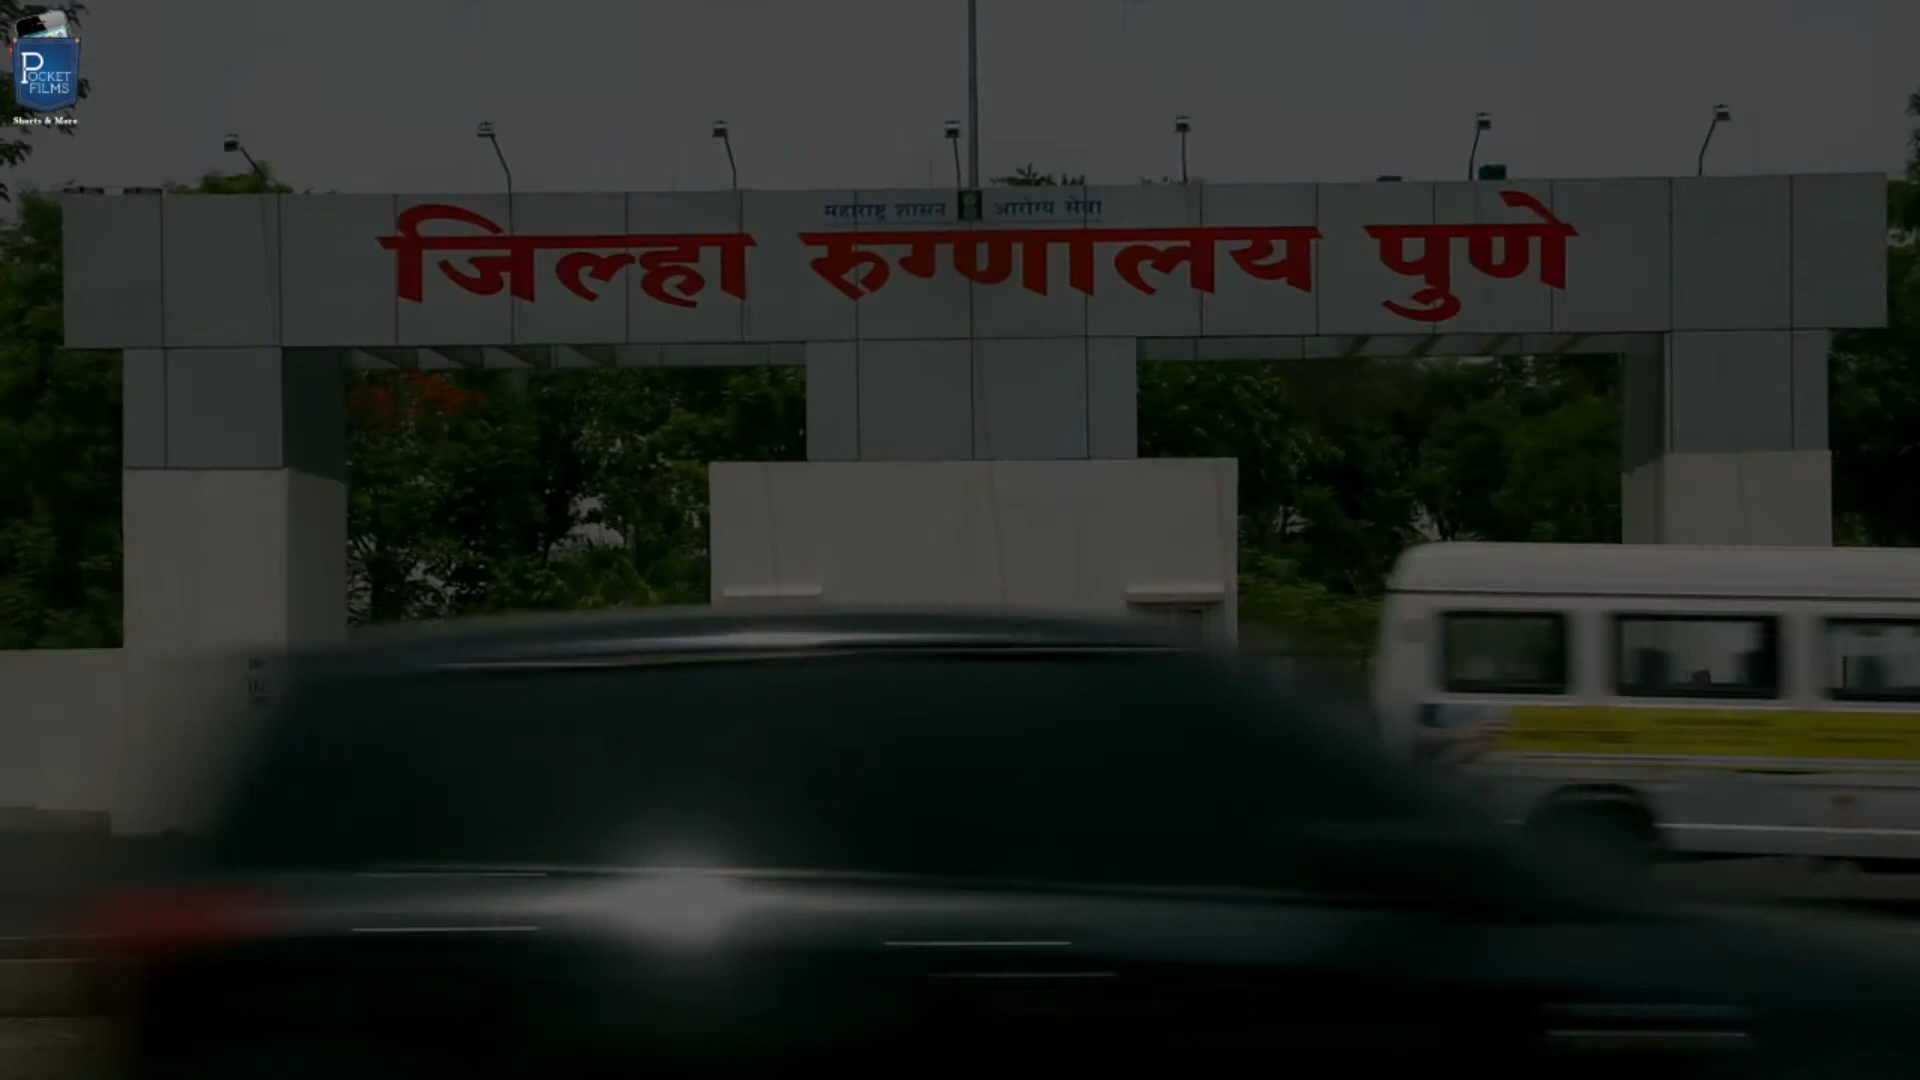 POCKET
FILMS
Shorts & More
महाराष्ट्र शासन आरोग्य सेवा
जिल्हा रुग्णालय पुणे